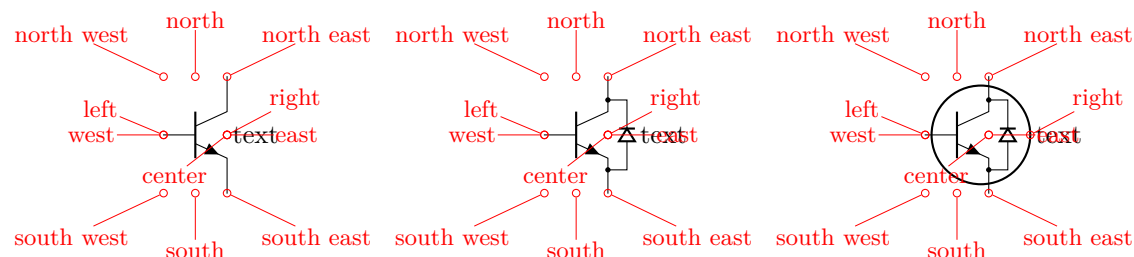 north north north
north west north east north west north east north west north east
left right left right left right
west text east west text east west text east
center center center
south west south east south west south east south west south east
south south south